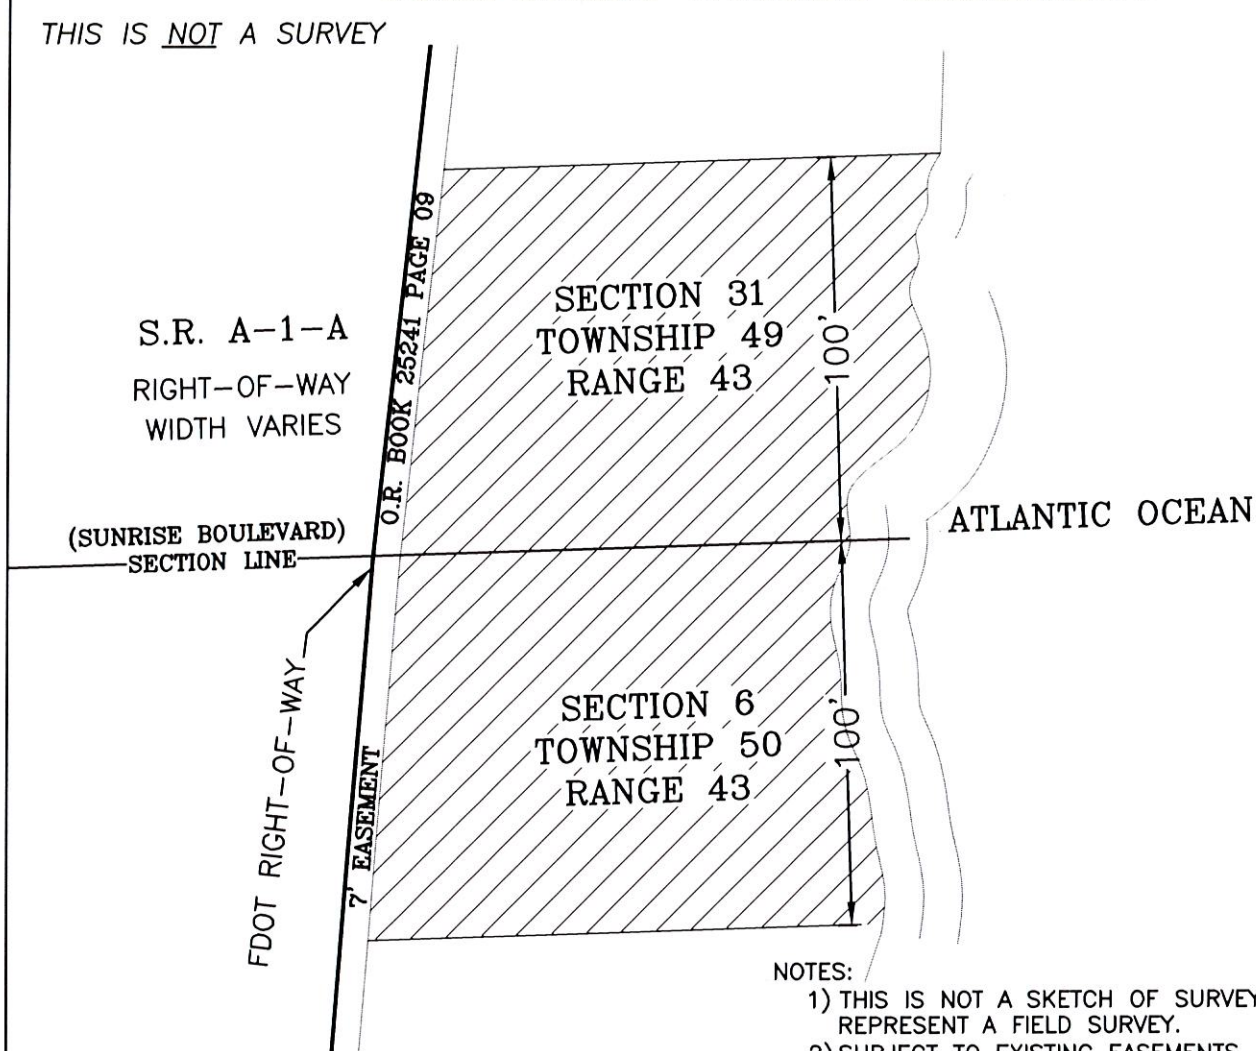 THIS IS NOT A SURVEY
S.R. A-1-A
RIGHT-OF-WAY
WIDTH VARIES
O.R. BOOK 25241 PAGE 09
SECTION 31
TOWNSHIP 49
RANGE 43
100'
(SUNRISE BOULEVARD)
SECTION LINE
ATLANTIC OCEAN
FDOT RIGHT-OF-WAY
7' EASEMENT
SECTION 6
TOWNSHIP 50
RANGE 43
100'
NOTES:
1) THIS IS NOT A SKETCH OF SURVEY
REPRESENT A FIELD SURVEY.
2) SUBJECT TO EXISTING EASEMENTS